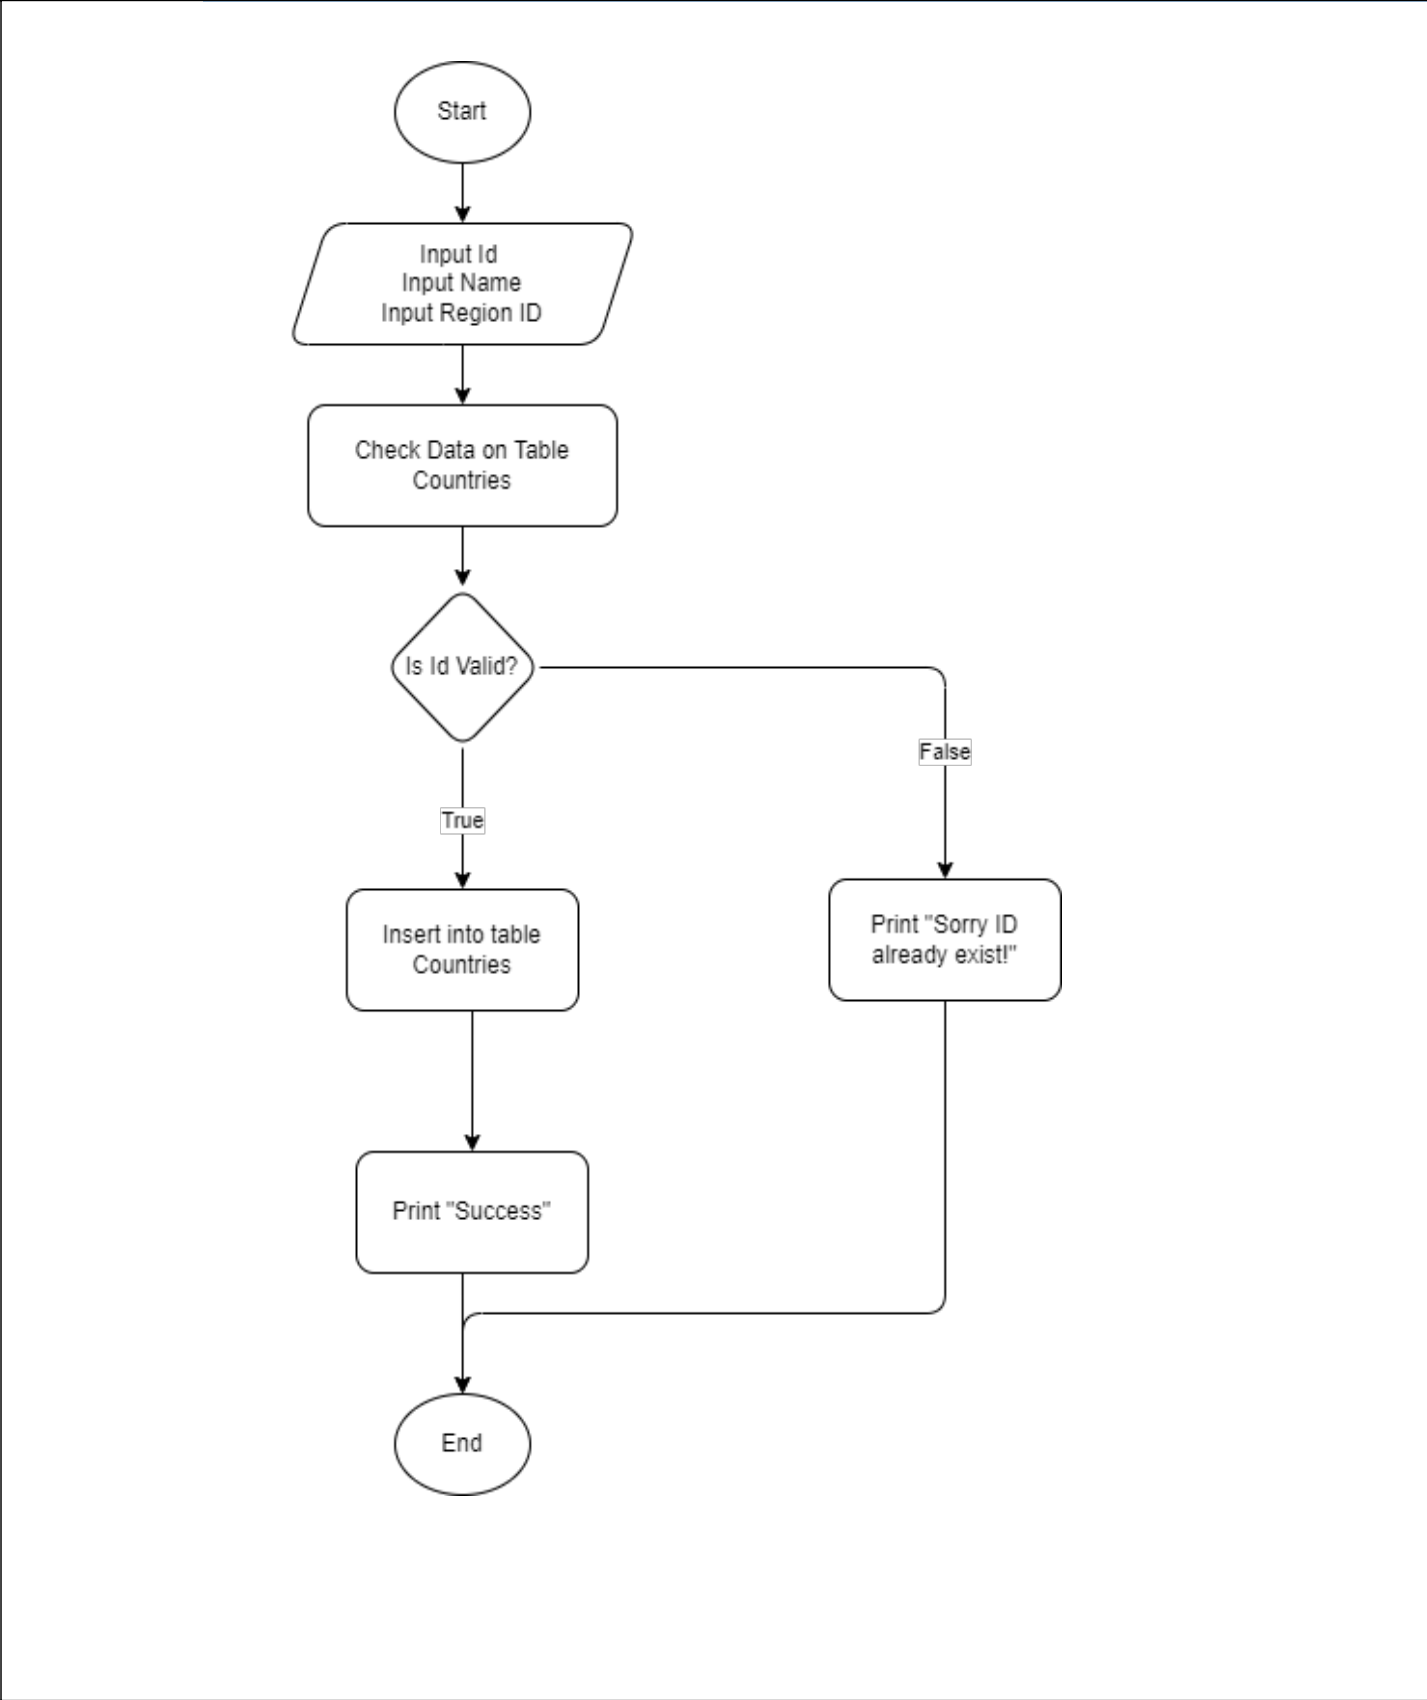 Start
Input Id
Input Name
Input Region ID
Check Data on Table
Countries
Is Id Valid?
False
True
Insert into table
Countries
Print "Sorry ID
already exist!"
Print "Success"
End